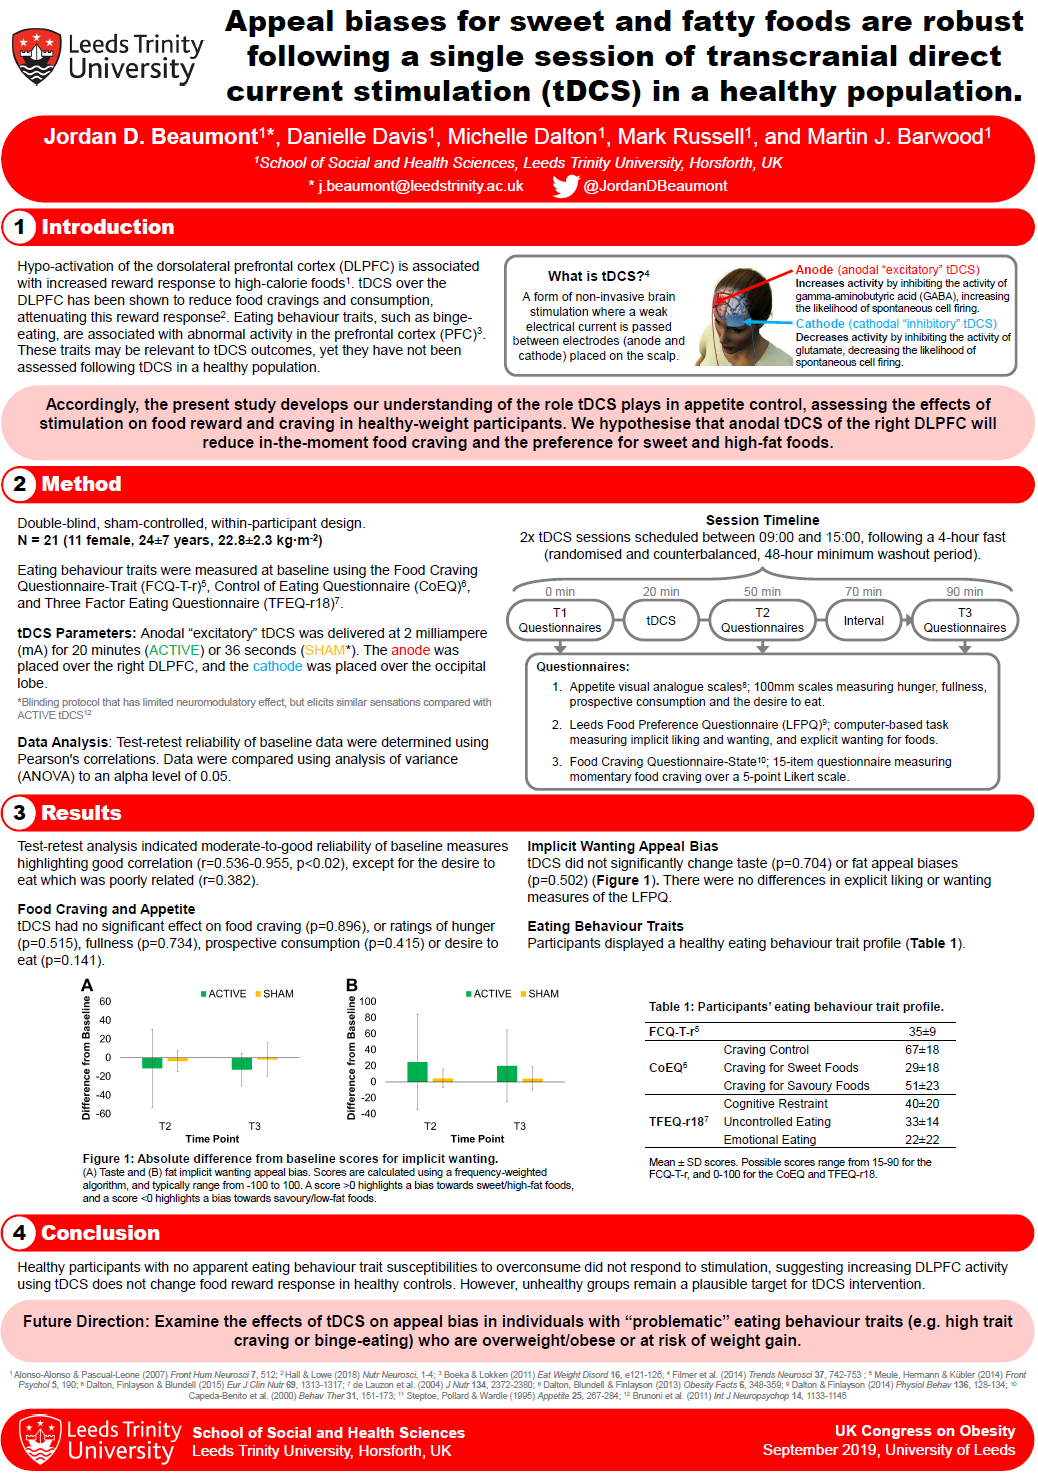 Leeds Trinity
University
Appeal biases for sweet and fatty foods are robust
following a single session of transcranial direct
current stimulation (tDCS) in a healthy population.
Jordan D. Beaumont¹*, Danielle Davis¹, Michelle Dalton¹, Mark Russell¹, and Martin J. Barwood¹
¹School of Social and Health Sciences, Leeds Trinity University, Horsforth, UK
* j.beaumont@leedstrinity.ac.uk @JordanDBeaumont
1 Introduction
Hypo-activation of the dorsolateral prefrontal cortex (DLPFC) is associated
with increased reward response to high-calorie foods¹. tDCS over the
DLPFC has been shown to reduce food cravings and consumption,
attenuating this reward response². Eating behaviour traits, such as binge-
eating, are associated with abnormal activity in the prefrontal cortex (PFC)³.
These traits may be relevant to tDCS outcomes, yet they have not been
assessed following tDCS in a healthy population.
What is tDCS?⁴
A form of non-invasive brain
stimulation where a weak
electrical current is passed
between electrodes (anode and
cathode) placed on the scalp.
Anode (anodal “excitatory” tDCS)
Increases activity by inhibiting the activity of
gamma-aminobutyric acid (GABA), increasing
the likelihood of spontaneous cell firing.
Cathode (cathodal “inhibitory” tDCS)
Decreases activity by inhibiting the activity of
glutamate, decreasing the likelihood of
spontaneous cell firing.
Accordingly, the present study develops our understanding of the role tDCS plays in appetite control, assessing the effects of
stimulation on food reward and craving in healthy-weight participants. We hypothesise that anodal tDCS of the right DLPFC will
reduce in-the-moment food craving and the preference for sweet and high-fat foods.
2 Method
Double-blind, sham-controlled, within-participant design.
N = 21 (11 female, 24±7 years, 22.8±2.3 kg·m⁻²)
Eating behaviour traits were measured at baseline using the Food Craving
Questionnaire-Trait (FCQ-T-r)⁵, Control of Eating Questionnaire (CoEQ)⁶,
and Three Factor Eating Questionnaire (TFEQ-r18)⁷.
tDCS Parameters: Anodal “excitatory” tDCS was delivered at 2 milliampere
(mA) for 20 minutes (ACTIVE) or 36 seconds (SHAM*). The anode was
placed over the right DLPFC, and the cathode was placed over the occipital
lobe.
*Blinding protocol that has limited neuromodulatory effect, but elicits similar sensations compared with
ACTIVE tDCS¹²
Data Analysis: Test-retest reliability of baseline data were determined using
Pearson's correlations. Data were compared using analysis of variance
(ANOVA) to an alpha level of 0.05.
Session Timeline
2x tDCS sessions scheduled between 09:00 and 15:00, following a 4-hour fast
(randomised and counterbalanced, 48-hour minimum washout period).
0 min 20 min 50 min 70 min 90 min
T1 Questionnaires tDCS T2 Questionnaires Interval T3 Questionnaires
Questionnaires:
1. Appetite visual analogue scales⁸; 100mm scales measuring hunger, fullness,
prospective consumption and the desire to eat.
2. Leeds Food Preference Questionnaire (LFPQ)⁹; computer-based task
measuring implicit liking and wanting, and explicit wanting for foods.
3. Food Craving Questionnaire-State¹⁰; 15-item questionnaire measuring
momentary food craving over a 5-point Likert scale.
3 Results
Test-retest analysis indicated moderate-to-good reliability of baseline measures
highlighting good correlation (r=0.536-0.955, p<0.02), except for the desire to
eat which was poorly related (r=0.382).
Food Craving and Appetite
tDCS had no significant effect on food craving (p=0.896), or ratings of hunger
(p=0.515), fullness (p=0.734), prospective consumption (p=0.415) or desire to
eat (p=0.141).
Implicit Wanting Appeal Bias
tDCS did not significantly change taste (p=0.704) or fat appeal biases
(p=0.502) (Figure 1). There were no differences in explicit liking or wanting
measures of the LFPQ.
Eating Behaviour Traits
Participants displayed a healthy eating behaviour trait profile (Table 1).
A
ACTIVE SHAM
Difference from Baseline
60
40
20
0
-20
-40
-60
T2 T3
Time Point
B
ACTIVE SHAM
Difference from Baseline
100
80
60
40
20
0
-20
-40
T2 T3
Time Point
Figure 1: Absolute difference from baseline scores for implicit wanting.
(A) Taste and (B) fat implicit wanting appeal bias. Scores are calculated using a frequency-weighted
algorithm, and typically range from -100 to 100. A score >0 highlights a bias towards sweet/high-fat foods,
and a score <0 highlights a bias towards savoury/low-fat foods.
Table 1: Participants’ eating behaviour trait profile.
FCQ-T-r⁵ 35±9
Craving Control 67±18
CoEQ⁶ Craving for Sweet Foods 29±18
Craving for Savoury Foods 51±23
Cognitive Restraint 40±20
TFEQ-r18⁷ Uncontrolled Eating 33±14
Emotional Eating 22±22
Mean ± SD scores. Possible scores range from 15-90 for the
FCQ-T-r, and 0-100 for the CoEQ and TFEQ-r18.
4 Conclusion
Healthy participants with no apparent eating behaviour trait susceptibilities to overconsume did not respond to stimulation, suggesting increasing DLPFC activity
using tDCS does not change food reward response in healthy controls. However, unhealthy groups remain a plausible target for tDCS intervention.
Future Direction: Examine the effects of tDCS on appeal bias in individuals with “problematic” eating behaviour traits (e.g. high trait
craving or binge-eating) who are overweight/obese or at risk of weight gain.
¹ Alonso-Alonso & Pascual-Leone (2007) Front Hum Neurosci 7, 512; ² Hall & Lowe (2018) Nutr Neurosci, 1-4; ³ Boeka & Lokken (2011) Eat Weight Disord 16, e121-126; ⁴ Filmer et al. (2014) Trends Neurosci 37, 742-753 ; ⁵ Meule, Hermann & Kübler (2014) Front
Psychol 5, 190; ⁶ Dalton, Finlayson & Blundell (2015) Eur J Clin Nutr 69, 1313-1317; ⁷ de Lauzon et al. (2004) J Nutr 134, 2372-2380; ⁸ Dalton, Blundell & Finlayson (2013) Obesity Facts 6, 348-359; ⁹ Dalton & Finlayson (2014) Physiol Behav 136, 128-134; ¹⁰
Capeda-Benito et al. (2000) Behav Ther 31, 151-173; ¹¹ Steptoe, Pollard & Wardle (1995) Appetite 25, 267-284; ¹² Brunoni et al. (2011) Int J Neuropsychop 14, 1133-1145
Leeds Trinity
University
School of Social and Health Sciences
Leeds Trinity University, Horsforth, UK
UK Congress on Obesity
September 2019, University of Leeds